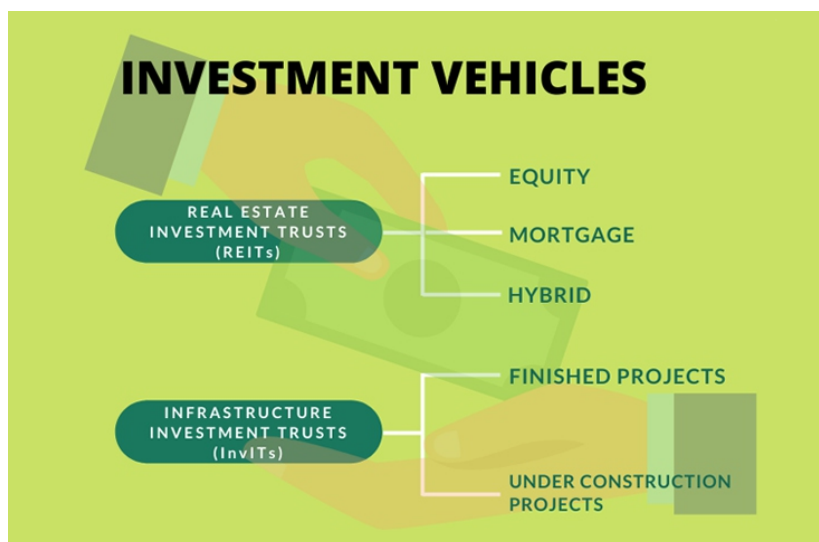 INVESTMENT VEHICLES
REAL ESTATE
INVESTMENT TRUSTS
(REITs)
EQUITY
MORTGAGE
HYBRID
INFRASTRUCTURE
INVESTMENT TRUSTS
(InvITs)
FINISHED PROJECTS
UNDER CONSTRUCTION
PROJECTS